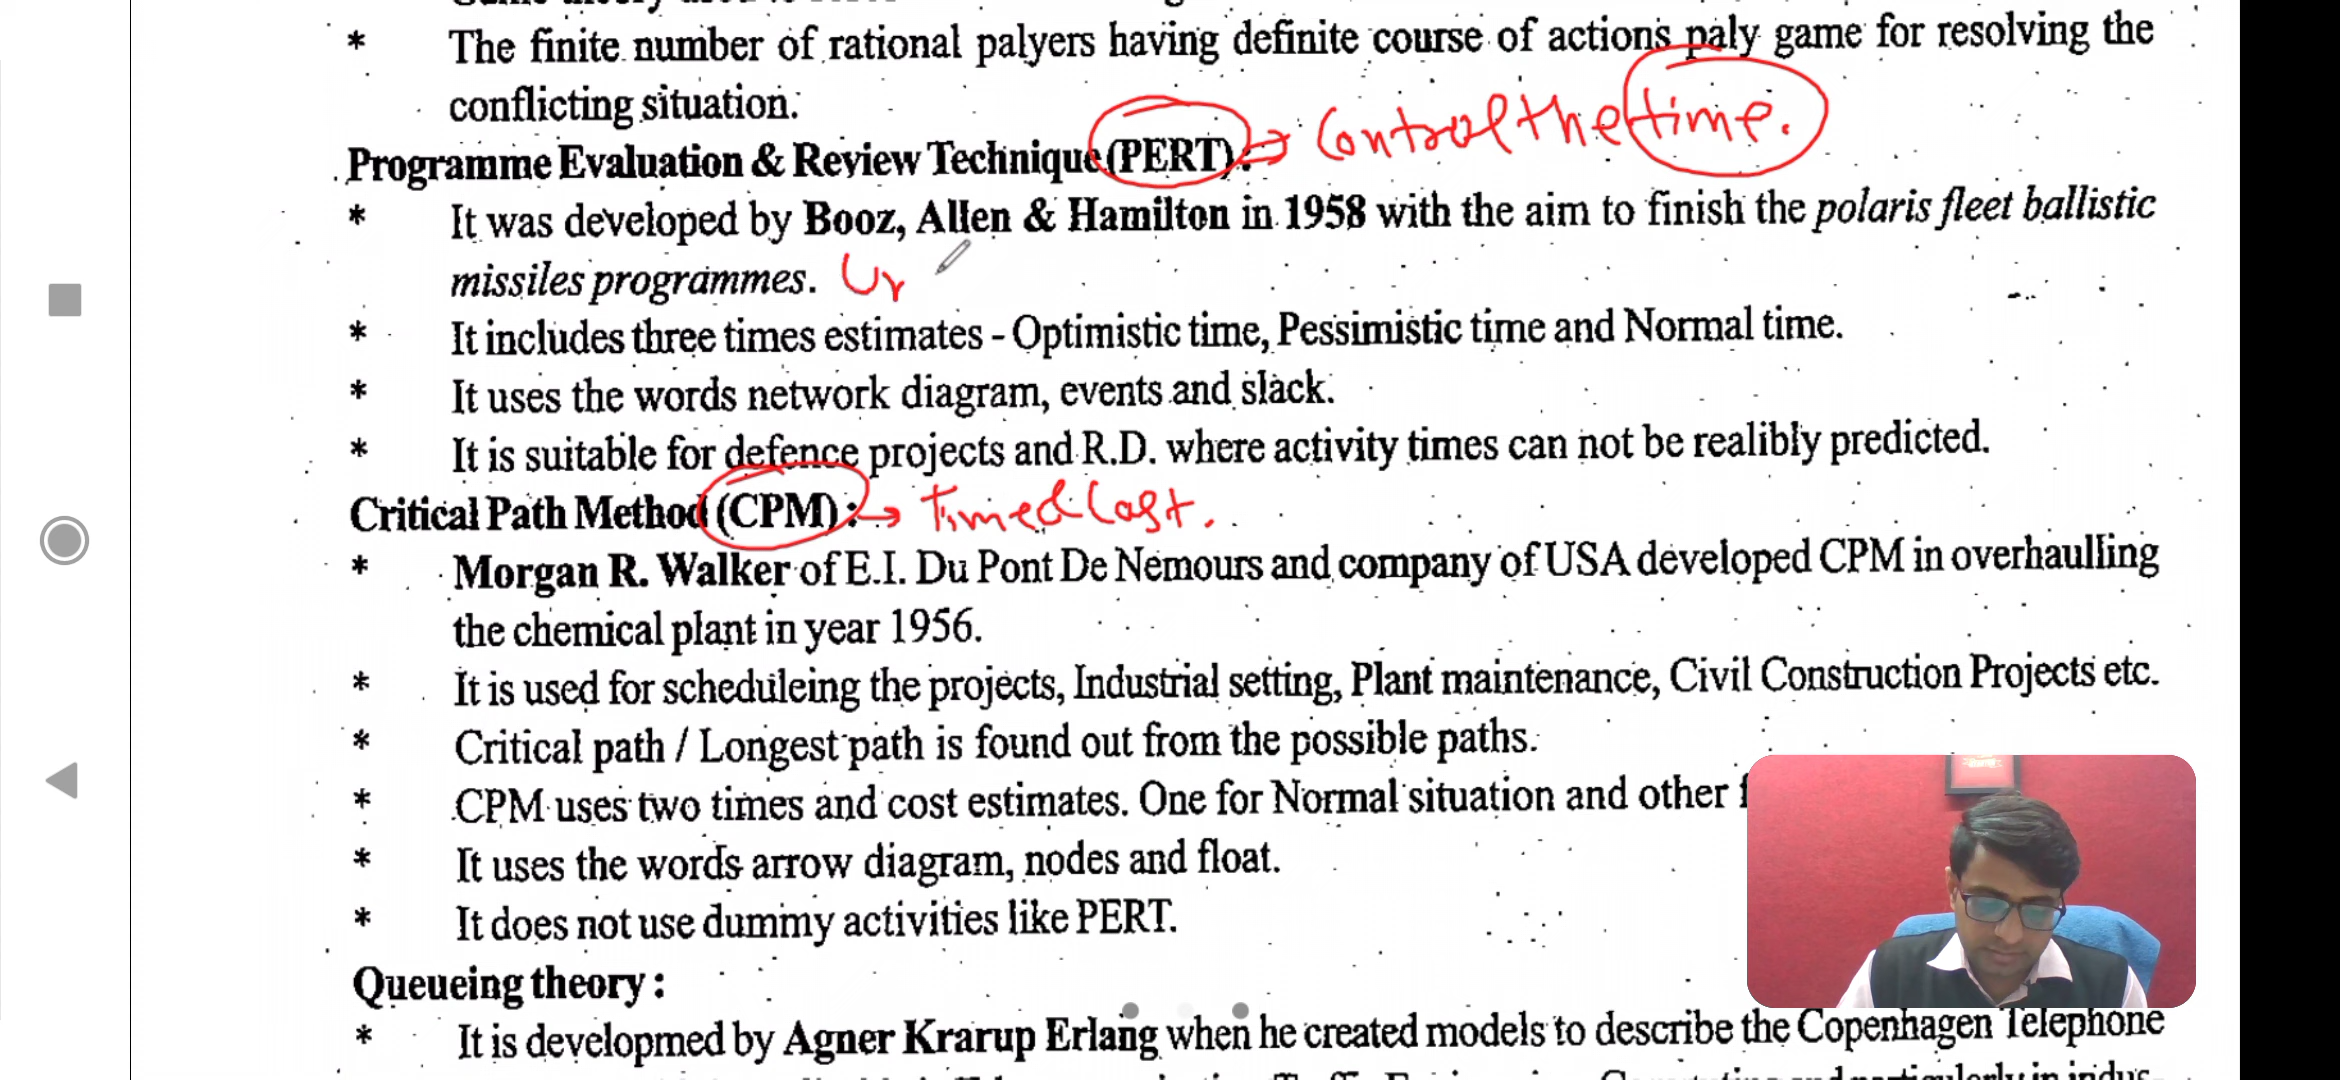 * The finite number of rational palyers having definite course of actions paly game for resolving the
conflicting situation.
Programme Evaluation & Review Technique (PERT) : ⇒ Control the time.
* It was developed by Booz, Allen & Hamilton in 1958 with the aim to finish the polaris fleet ballistic
missiles programmes. Ur
* It includes three times estimates - Optimistic time, Pessimistic time and Normal time.
* It uses the words network diagram, events and slack.
* It is suitable for defence projects and R.D. where activity times can not be realibly predicted.
Critical Path Method (CPM) : →
* Morgan R. Walker of E.I. Du Pont De Nemours and company of USA developed CPM in overhaulling
the chemical plant in year 1956.
* It is used for scheduleing the projects, Industrial setting, Plant maintenance, Civil Construction Projects etc.
* Critical path / Longest path is found out from the possible paths.
* CPM uses two times and cost estimates. One for Normal situation and other
* It uses the words arrow diagram, nodes and float.
* It does not use dummy activities like PERT.
Queueing theory :
* It is developmed by Agner Krarup Erlang when he created models to describe the Copenhagen Telephone